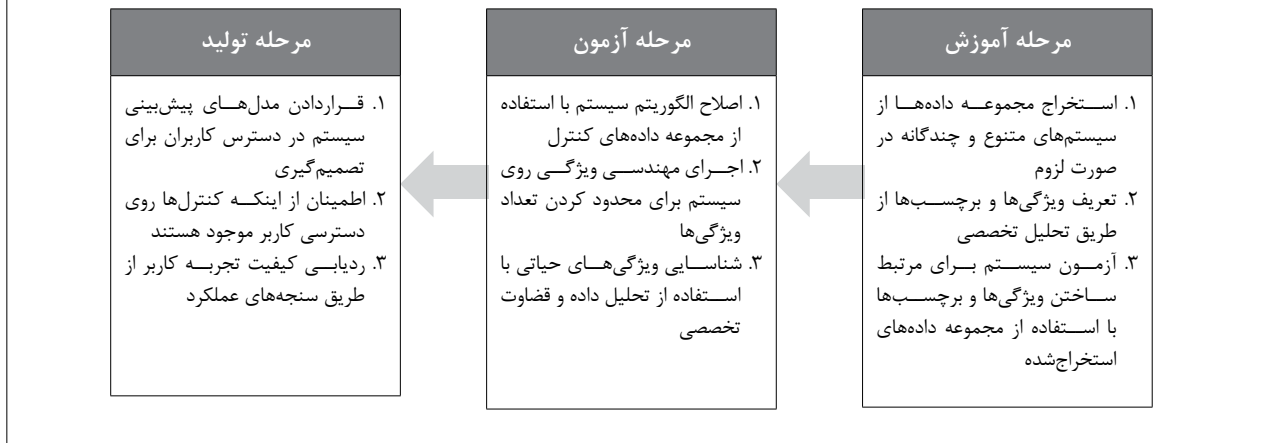 مرحله آموزش
۱. استخراج مجموعه داده‌ها از
سیستم‌های متنوع و چندگانه در
صورت لزوم
۲. تعریف ویژگی‌ها و برچسب‌ها از
طریق تحلیل تخصصی
۳. آزمون سیستم برای مرتبط
ساختن ویژگی‌ها و برچسب‌ها
با استفاده از مجموعه داده‌های
استخراج‌شده
مرحله آزمون
۱. اصلاح الگوریتم سیستم با استفاده
از مجموعه داده‌های کنترل
۲. اجرای مهندسی ویژگی روی
سیستم برای محدود کردن تعداد
ویژگی‌ها
۳. شناسایی ویژگی‌های حیاتی با
استفاده از تحلیل داده و قضاوت
تخصصی
مرحله تولید
۱. قراردادن مدل‌های پیش‌بینی
سیستم در دسترس کاربران برای
تصمیم‌گیری
۲. اطمینان از اینکه کنترل‌ها روی
دسترسی کاربر موجود هستند
۳. ردیابی کیفیت تجربه کاربر از
طریق سنجه‌های عملکرد